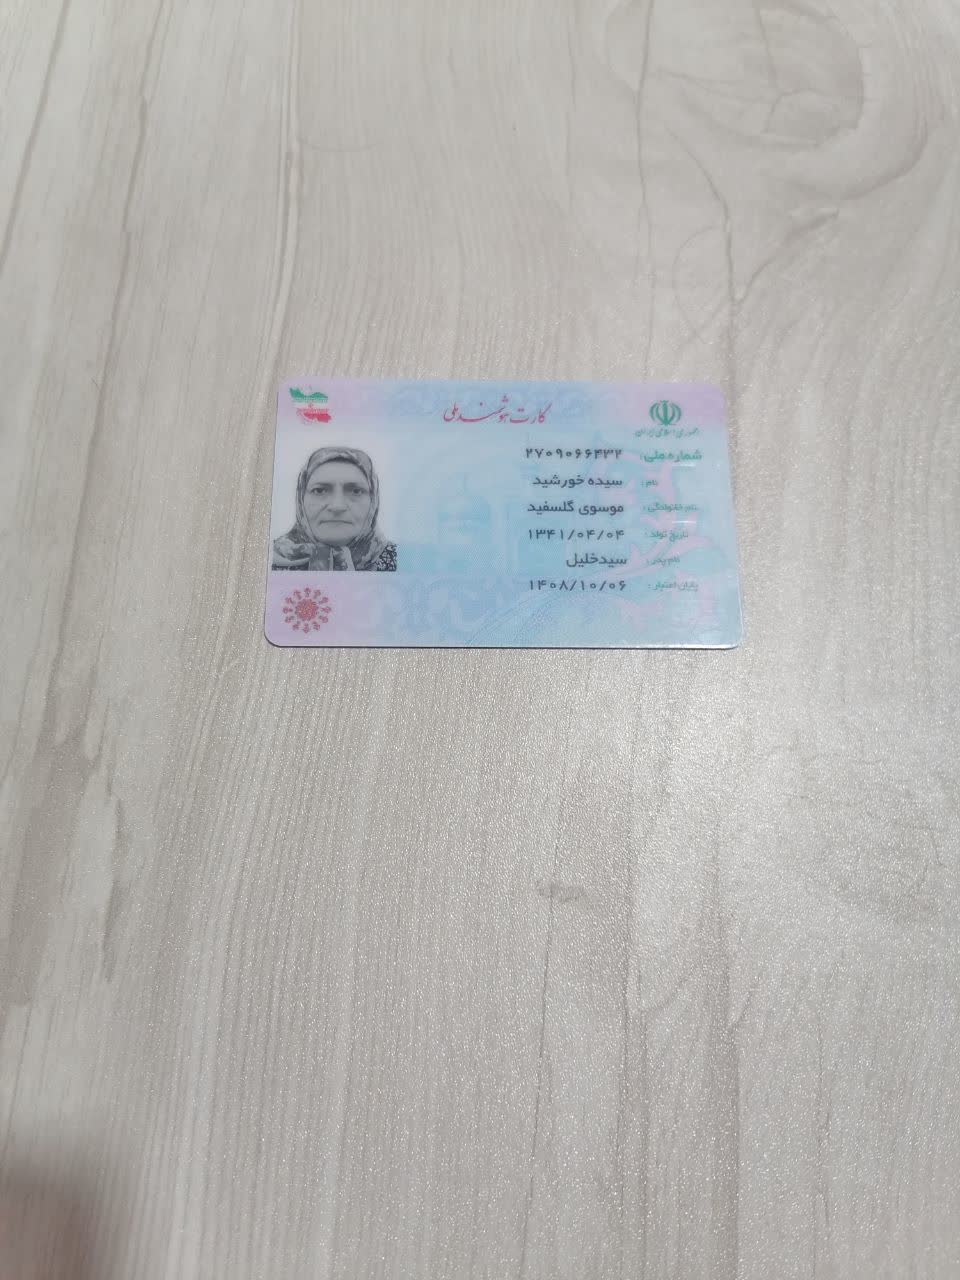 کارت هوشمند ملی
جمهوری اسلامی ایران
شماره ملی: ۲۷۰۹۰۶۶۴۳۲
نام: سیده خورشید
نام خانوادگی: موسوی گلسفید
تاریخ تولد: ۱۳۴۱/۰۴/۰۴
نام پدر: سیدخلیل
پایان اعتبار: ۱۴۰۸/۱۰/۰۶